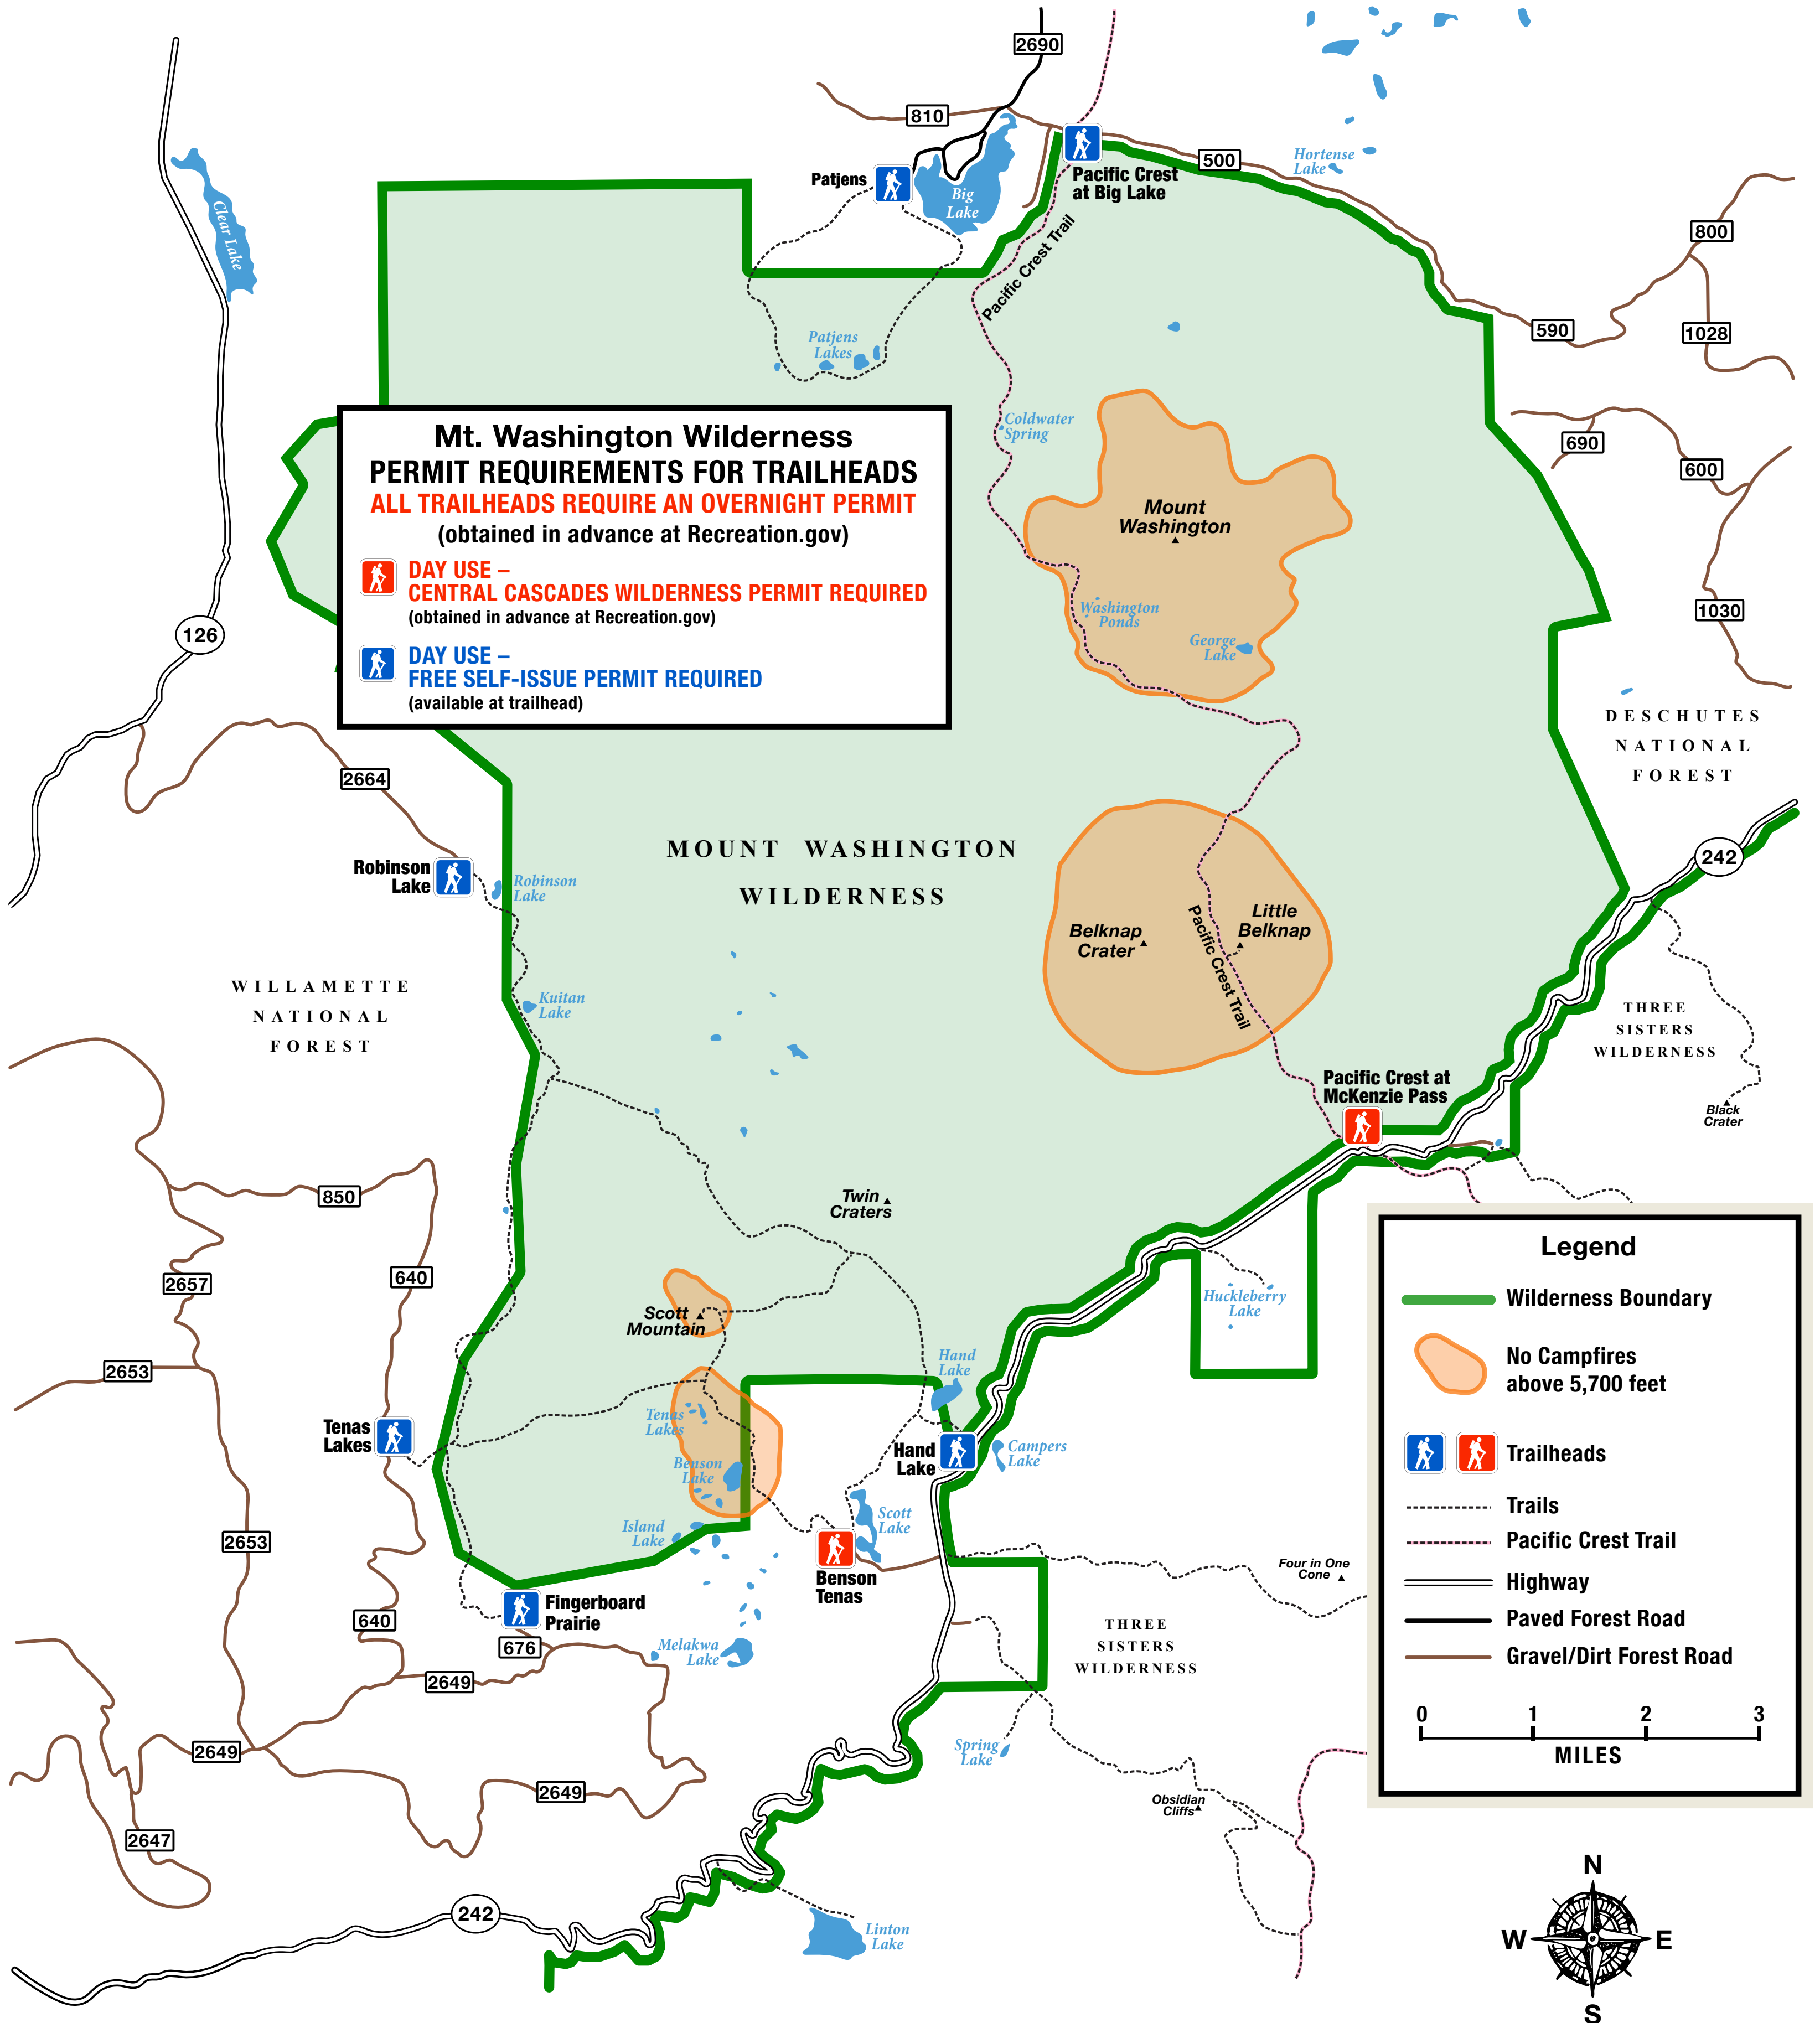 2690
810
Patjens
Big
Lake
Pacific Crest
at Big Lake
500
Hortense
Lake
Clear Lake
Pacific Crest Trail
800
590
1028
Patjens
Lakes
Coldwater
Spring
690
600
Mt. Washington Wilderness
PERMIT REQUIREMENTS FOR TRAILHEADS
ALL TRAILHEADS REQUIRE AN OVERNIGHT PERMIT
(obtained in advance at Recreation.gov)
DAY USE –
CENTRAL CASCADES WILDERNESS PERMIT REQUIRED
(obtained in advance at Recreation.gov)
DAY USE –
FREE SELF-ISSUE PERMIT REQUIRED
(available at trailhead)
Mount
Washington
Washington
Ponds
George
Lake
1030
126
DESCHUTES
NATIONAL
FOREST
2664
MOUNT WASHINGTON
WILDERNESS
242
Robinson
Lake
Robinson
Lake
Belknap
Crater
Little
Belknap
Pacific Crest Trail
WILLAMETTE
NATIONAL
FOREST
Kuitan
Lake
THREE
SISTERS
WILDERNESS
Pacific Crest at
McKenzie Pass
Black
Crater
850
Twin
Craters
640
2657
Huckleberry
Lake
Scott
Mountain
2653
Hand
Lake
Tenas
Lakes
Tenas
Lakes
Hand
Lake
Campers
Lake
Benson
Lake
Scott
Lake
Island
Lake
2653
Benson
Tenas
Four in One
Cone
Fingerboard
Prairie
640
676
THREE
SISTERS
WILDERNESS
Melakwa
Lake
2649
2649
Spring
Lake
2649
Obsidian
Cliffs
2647
242
Linton
Lake
Legend
Wilderness Boundary
No Campfires
above 5,700 feet
Trailheads
Trails
Pacific Crest Trail
Highway
Paved Forest Road
Gravel/Dirt Forest Road
0 1 2 3
MILES
N
W E
S